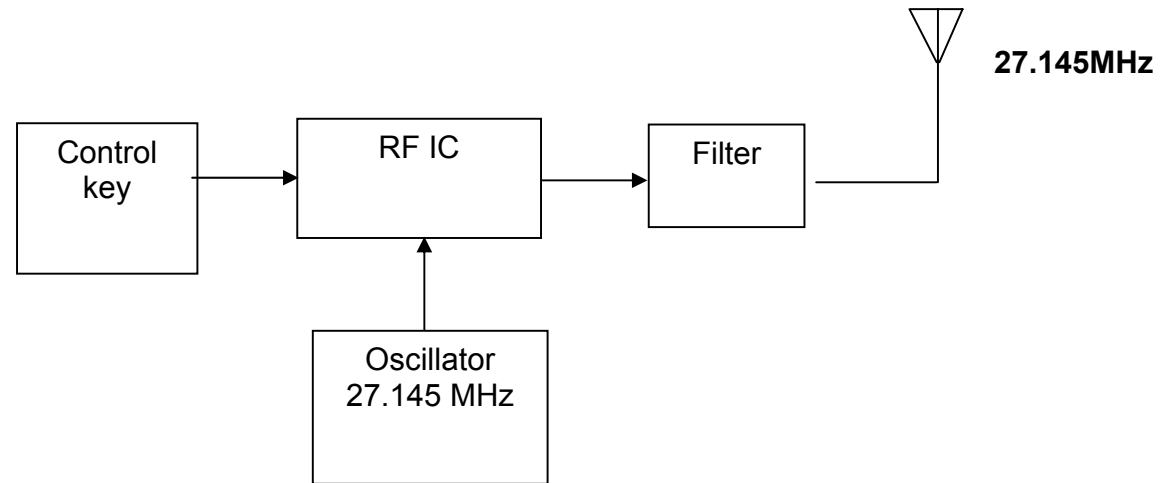 27.145MHz
Control
key
RF IC
Filter
Oscillator
27.145 MHz